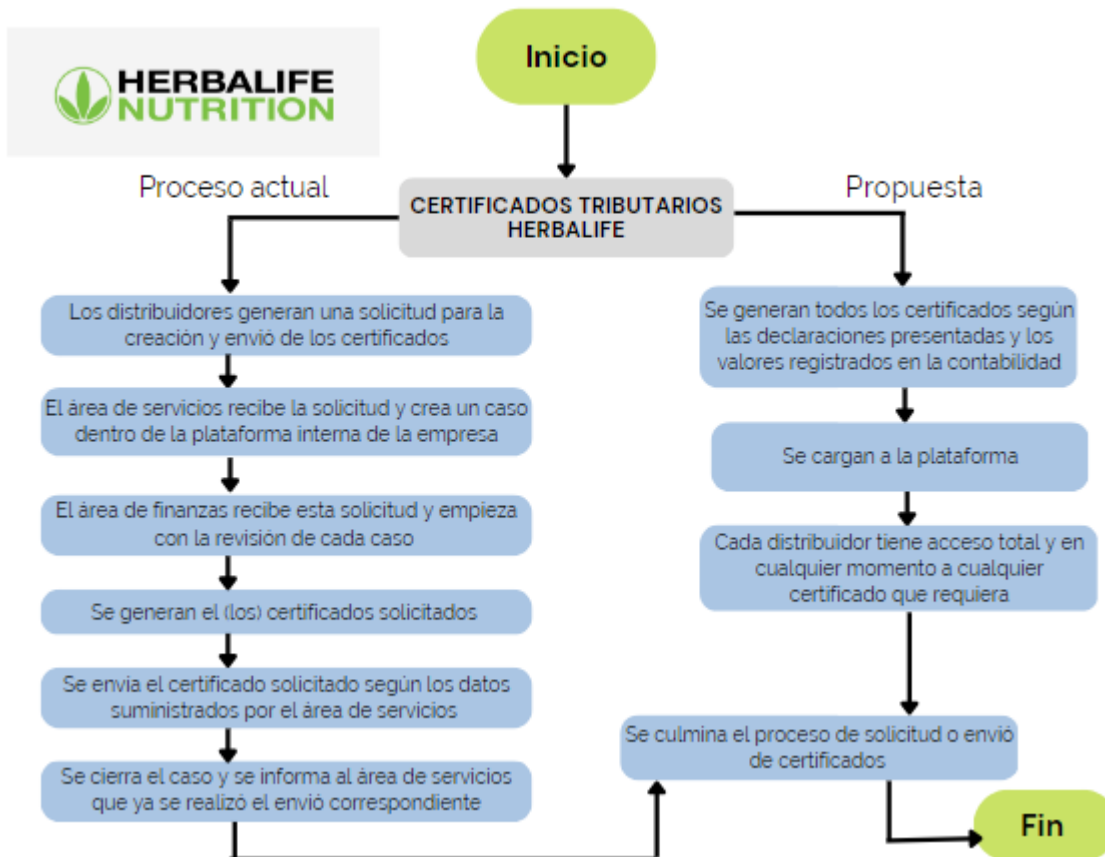 HERBALIFE
NUTRITION
Inicio
Proceso actual
Propuesta
CERTIFICADOS TRIBUTARIOS
HERBALIFE
Los distribuidores generan una solicitud para la
creación y envió de los certificados
El área de servicios recibe la solicitud y crea un caso
dentro de la plataforma interna de la empresa
El área de finanzas recibe esta solicitud y empieza
con la revisión de cada caso
Se generan el (los) certificados solicitados
Se envia el certificado solicitado según los datos
suministrados por el área de servicios
Se cierra el caso y se informa al área de servicios
que ya se realizó el envió correspondiente
Se generan todos los certificados según
las declaraciones presentadas y los
valores registrados en la contabilidad
Se cargan a la plataforma
Cada distribuidor tiene acceso total y en
cualquier momento a cualquier
certificado que requiera
Se culmina el proceso de solicitud o envió
de certificados
Fin